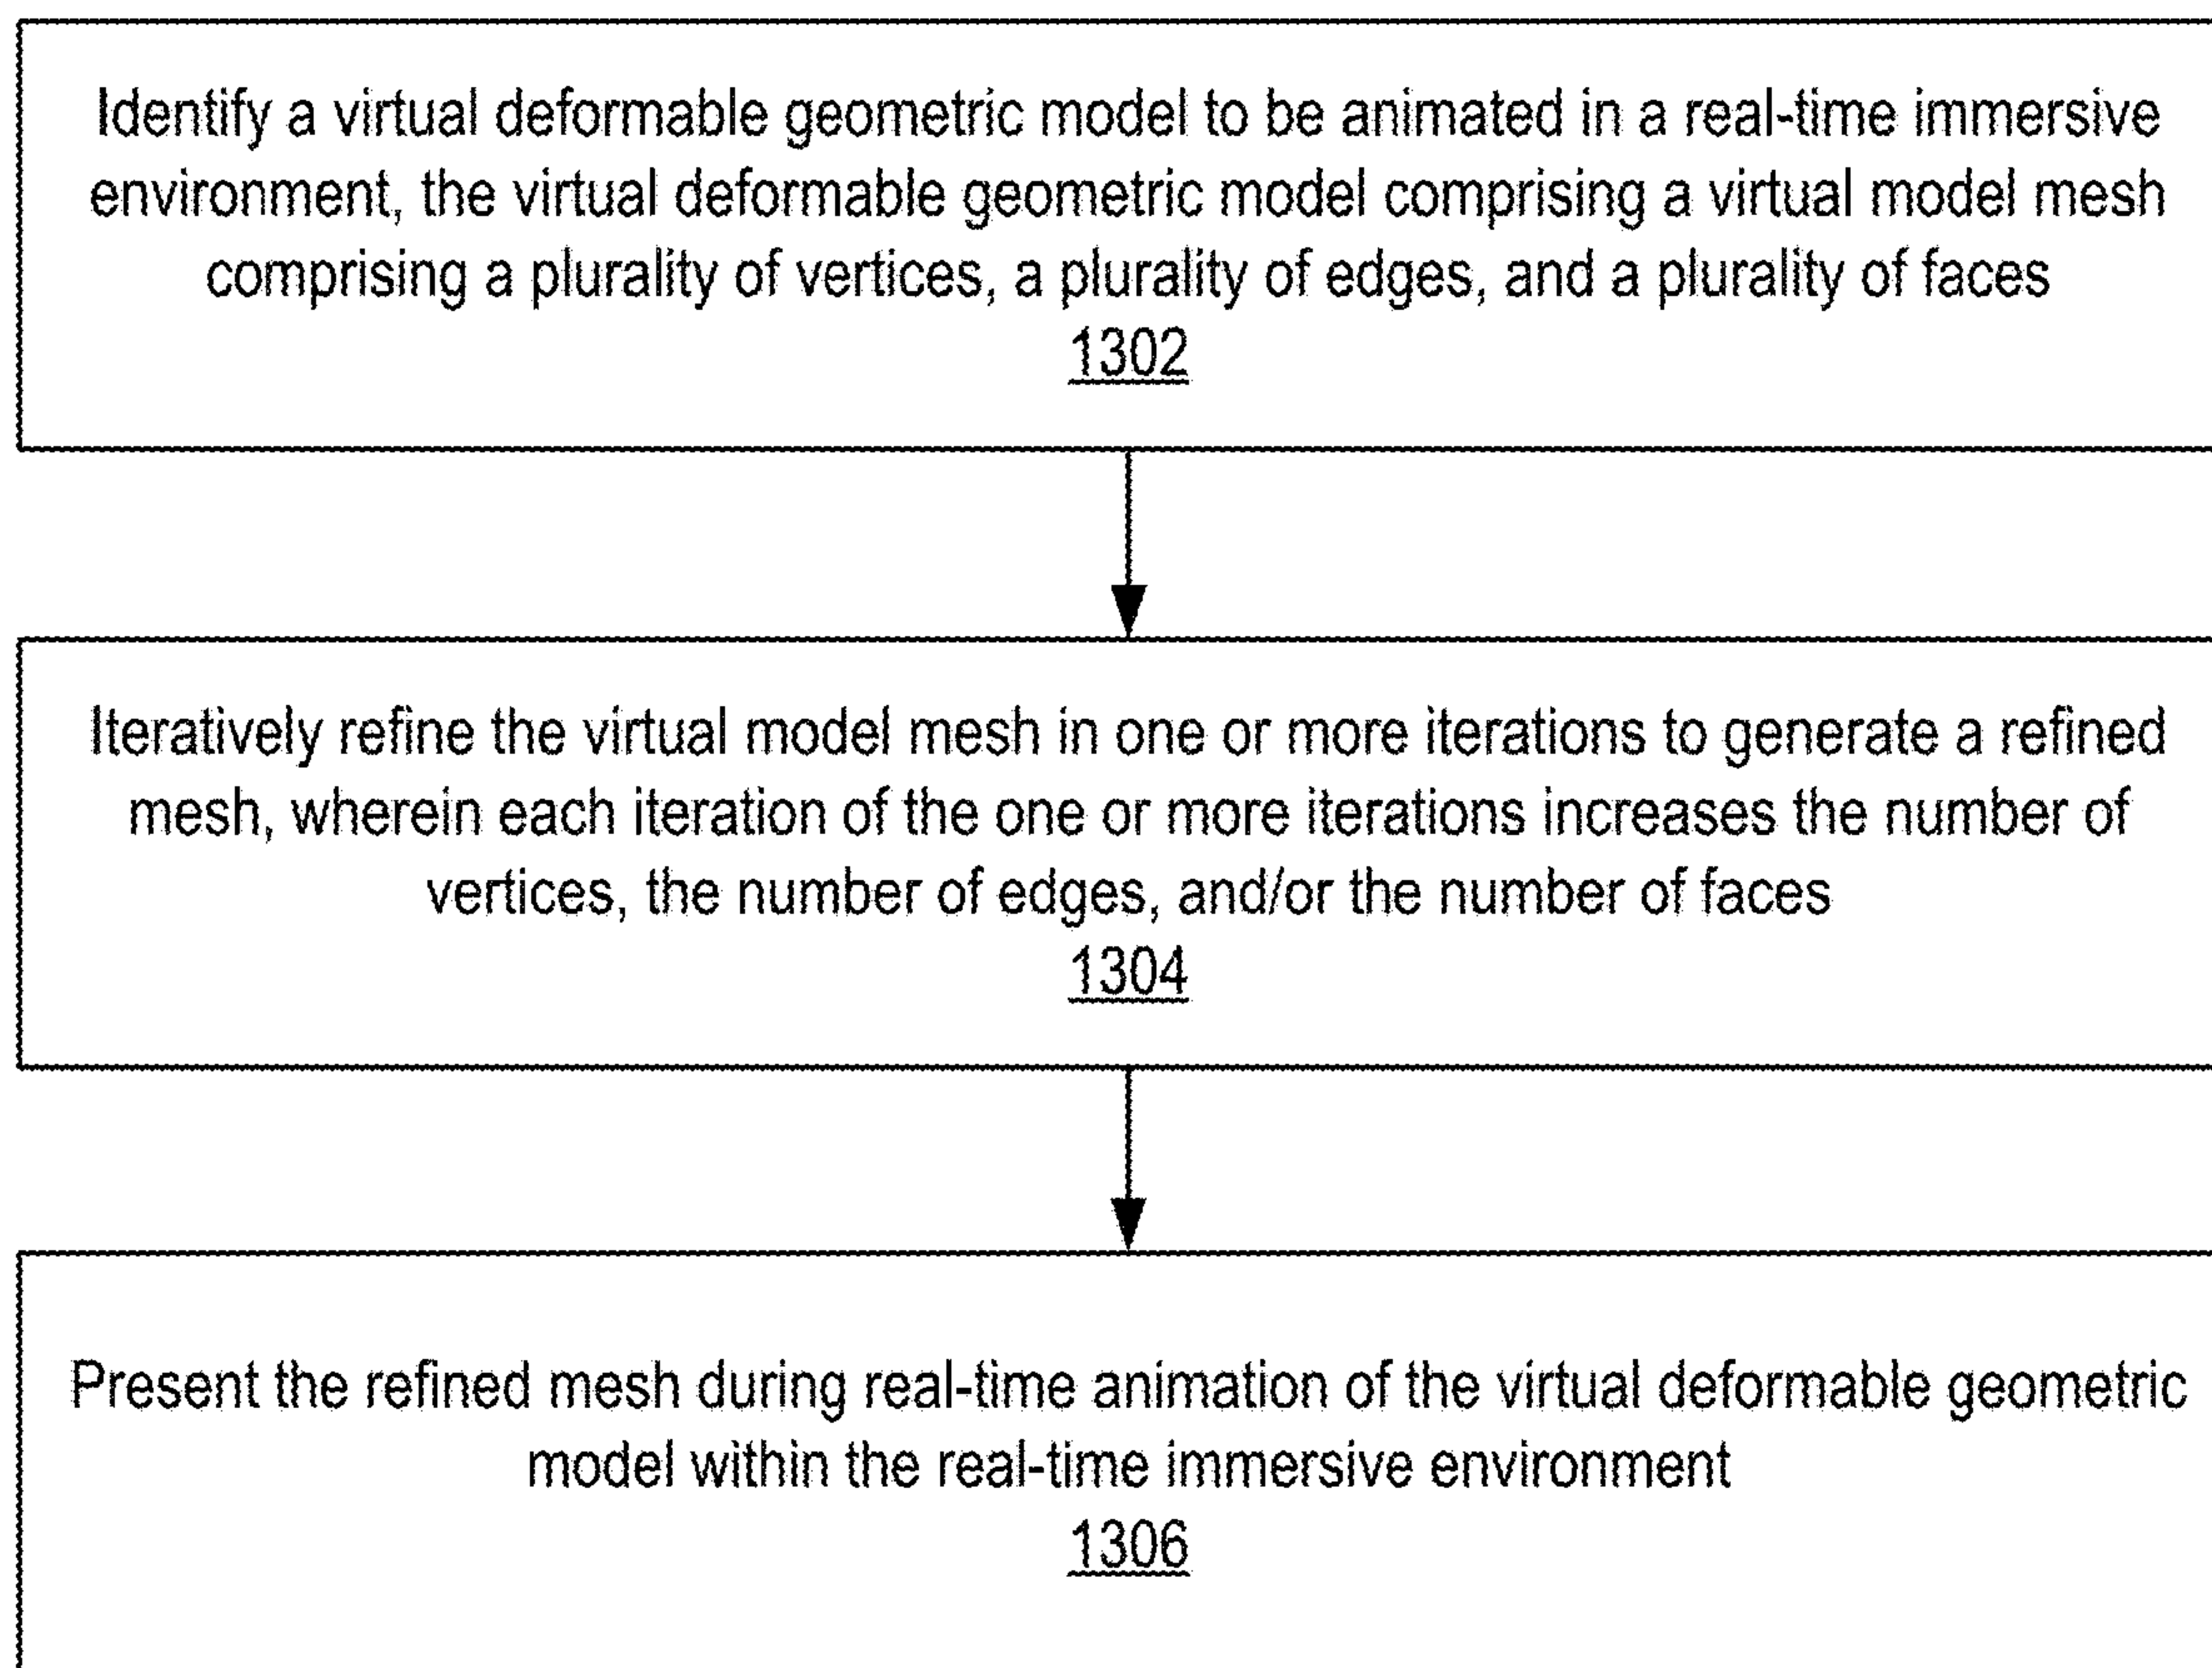 Identify a virtual deformable geometric model to be animated in a real-time immersive
environment, the virtual deformable geometric model comprising a virtual model mesh
comprising a plurality of vertices, a plurality of edges, and a plurality of faces
1302
Iteratively refine the virtual model mesh in one or more iterations to generate a refined
mesh, wherein each iteration of the one or more iterations increases the number of
vertices, the number of edges, and/or the number of faces
1304
Present the refined mesh during real-time animation of the virtual deformable geometric
model within the real-time immersive environment
1306